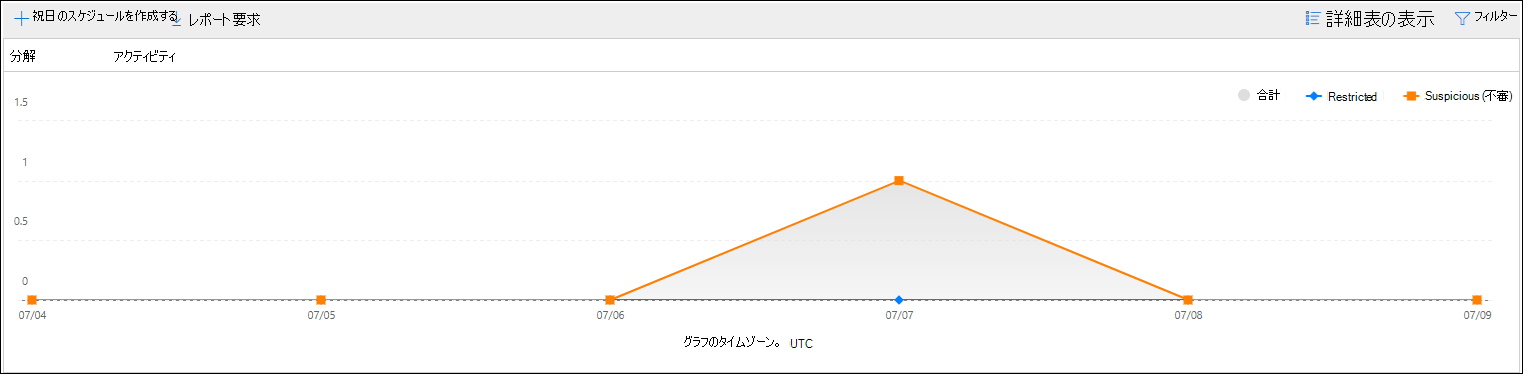 祝日のスケジュールを作成する レポート要求 詳細表の表示 フィルター
分解 アクティビティ
合計 Restricted Suspicious (不審)
1.5
1
0.5
0
07/04 07/05 07/06 07/07 07/08 07/09
グラフのタイムゾーン。 UTC